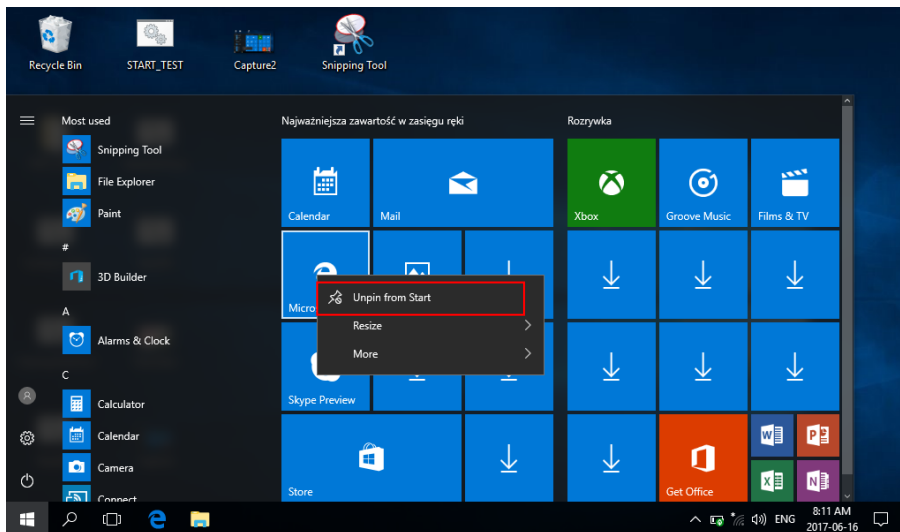 Recycle Bin
START_TEST
Capture2
Snipping Tool
Most used
Najważniejsza zawartość w zasięgu ręki
Rozrywka
Snipping Tool
File Explorer
Paint
#
3D Builder
A
Alarms & Clock
C
Calculator
Calendar
Camera
Connect
Calendar
Mail
Xbox
Groove Music
Films & TV
Micro
Unpin from Start
Resize
More
Skype Preview
Store
Get Office
ENG
8:11 AM
2017-06-16